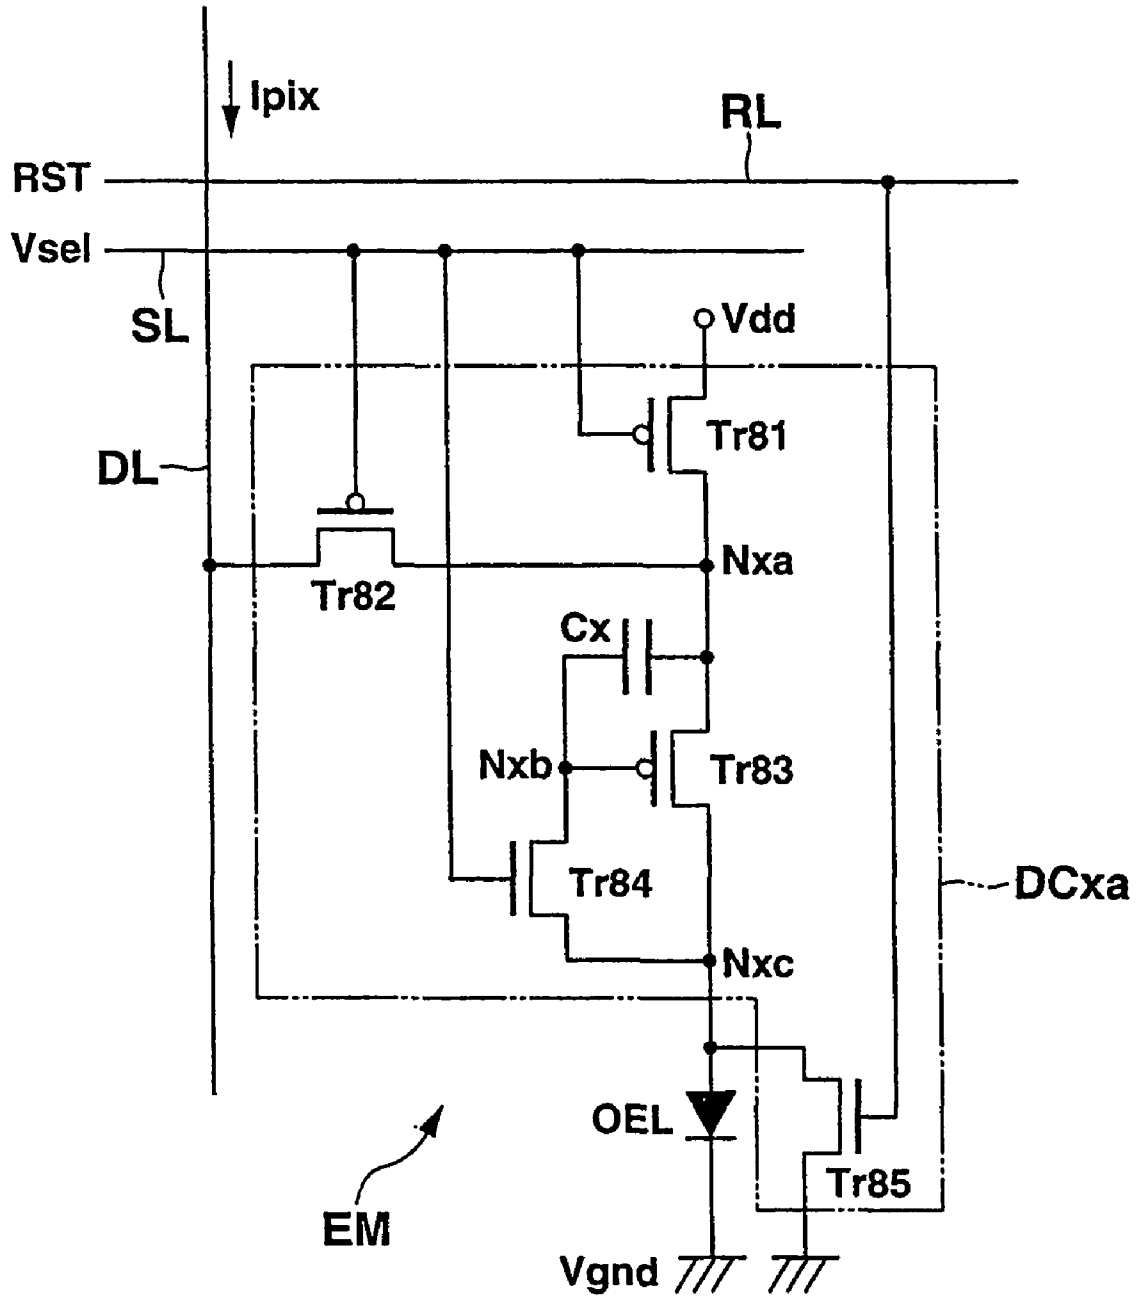 Ipix
RL
RST
Vsel
SL
Vdd
Tr81
DL
Nxa
Tr82
Cx
Nxb
Tr83
Tr84
DCxa
Nxc
OEL
Tr85
EM
Vgnd